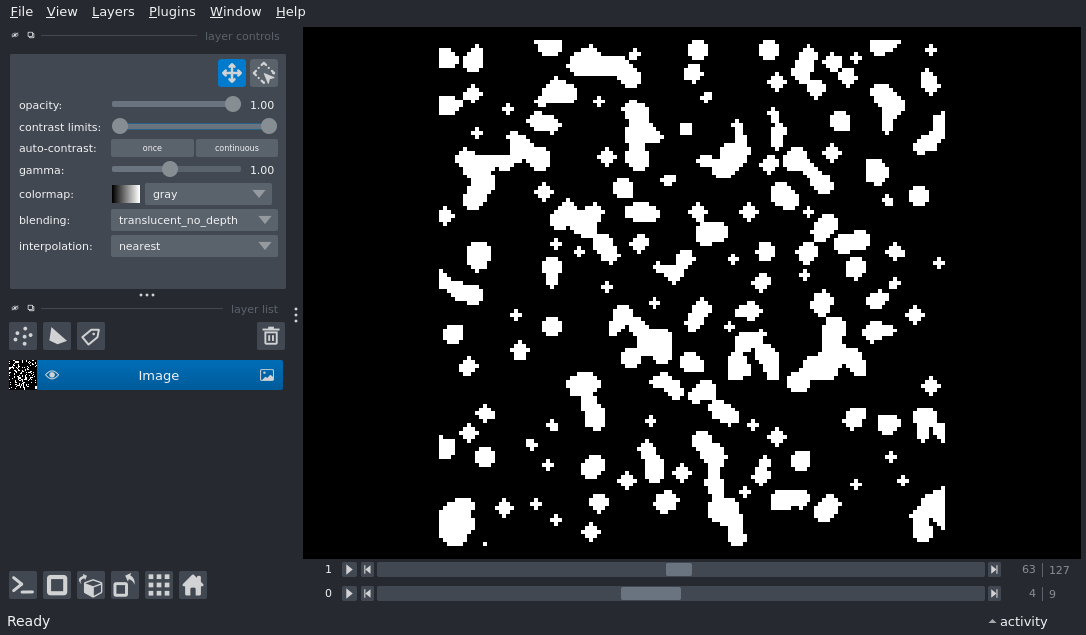 File View Layers Plugins Window Help
layer controls
opacity: 1.00
contrast limits:
auto-contrast: once continuous
gamma: 1.00
colormap: gray
blending: translucent_no_depth
interpolation: nearest
layer list
Image
1 63 127
0 4 9
Ready activity